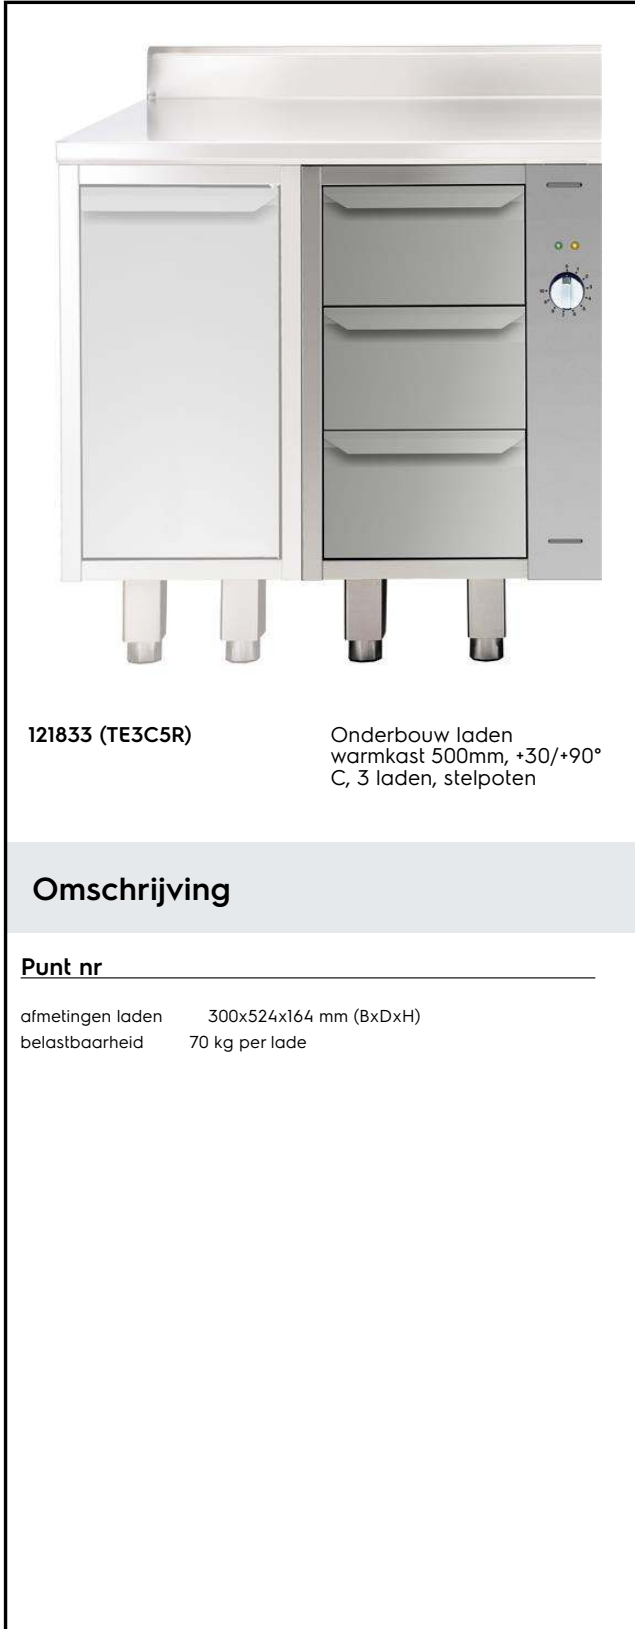 121833 (TE3C5R)
Onderbouw laden
warmkast 500mm, +30/+90°
C, 3 laden, stelpoten
Omschrijving
Punt nr
afmetingen laden 300x524x164 mm (BxDxH)
belastbaarheid 70 kg per lade